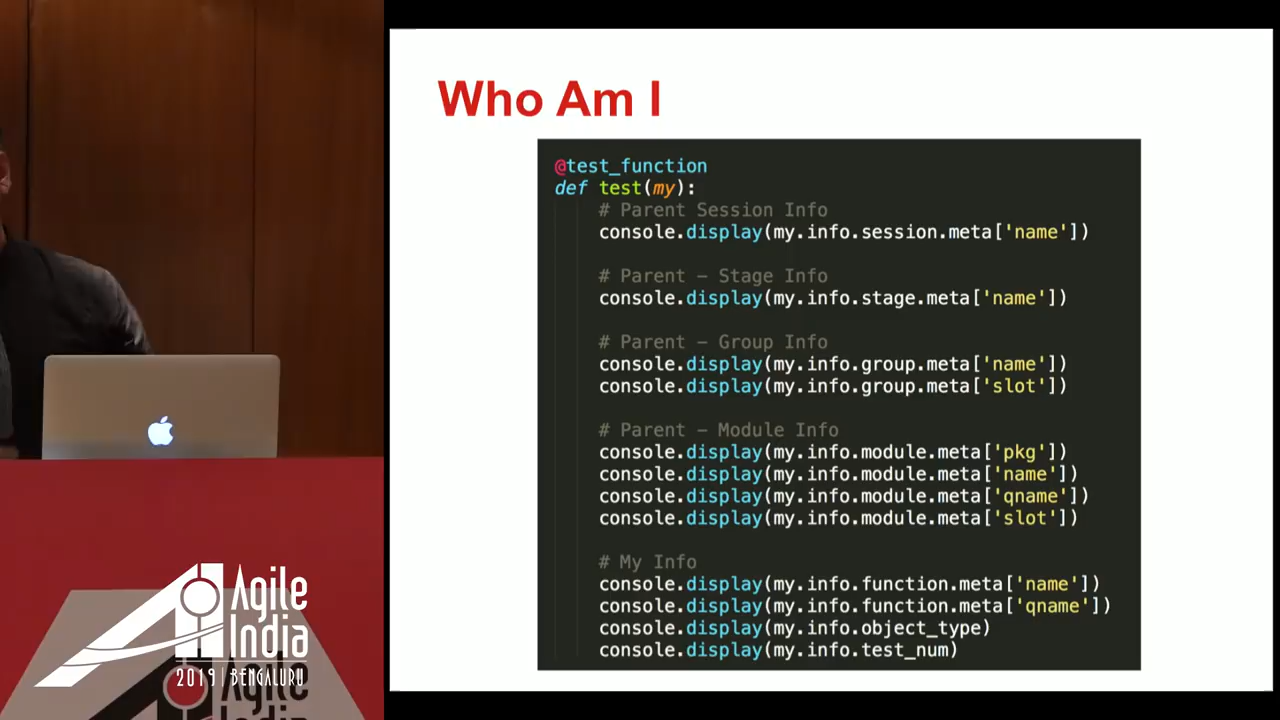 Who Am I
@test_function
def test(my):
# Parent Session Info
console.display(my.info.session.meta['name'])
# Parent – Stage Info
console.display(my.info.stage.meta['name'])
# Parent – Group Info
console.display(my.info.group.meta['name'])
console.display(my.info.group.meta['slot'])
# Parent – Module Info
console.display(my.info.module.meta['pkg'])
console.display(my.info.module.meta['name'])
console.display(my.info.module.meta['qname'])
console.display(my.info.module.meta['slot'])
# My Info
console.display(my.info.function.meta['name'])
console.display(my.info.function.meta['qname'])
console.display(my.info.object_type)
console.display(my.info.test_num)
Agile
India
2019 | BENGALURU
Agile
India